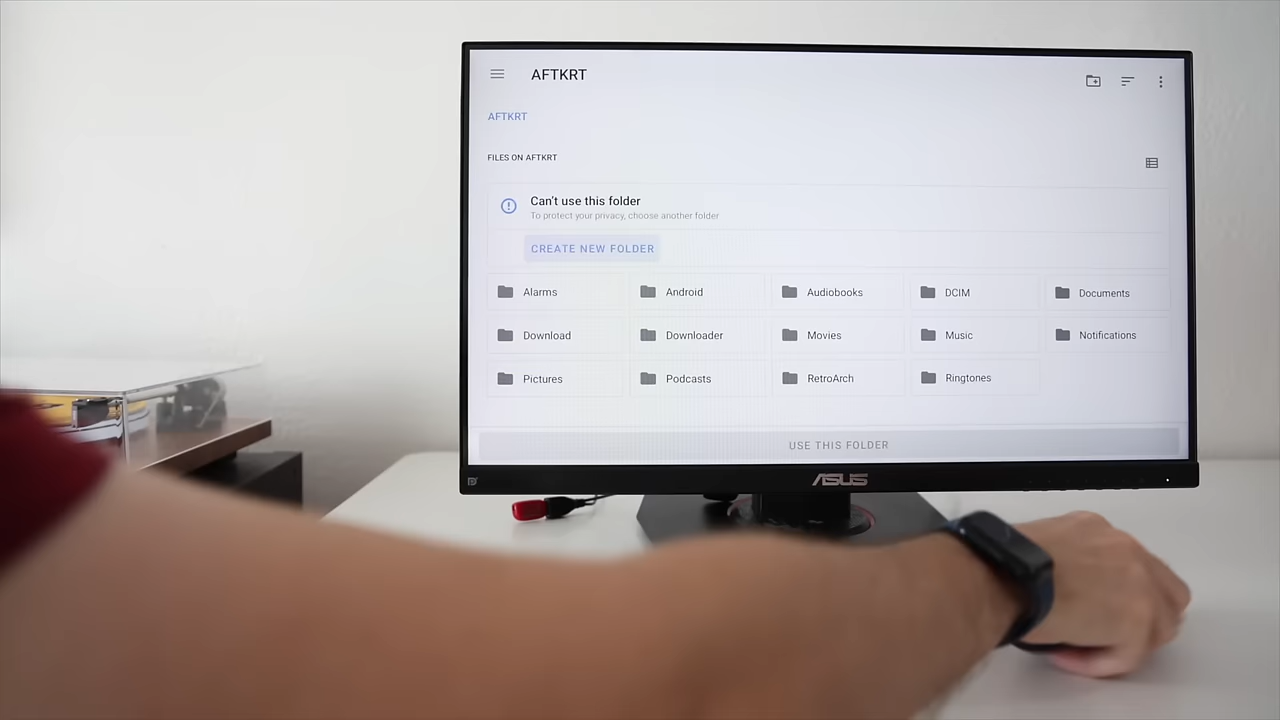 AFTKRT
AFTKRT
FILES ON AFTKRT
Can't use this folder
To protect your privacy, choose another folder
CREATE NEW FOLDER
Alarms
Android
Audiobooks
DCIM
Documents
Download
Downloader
Movies
Music
Notifications
Pictures
Podcasts
RetroArch
Ringtones
USE THIS FOLDER
ASUS